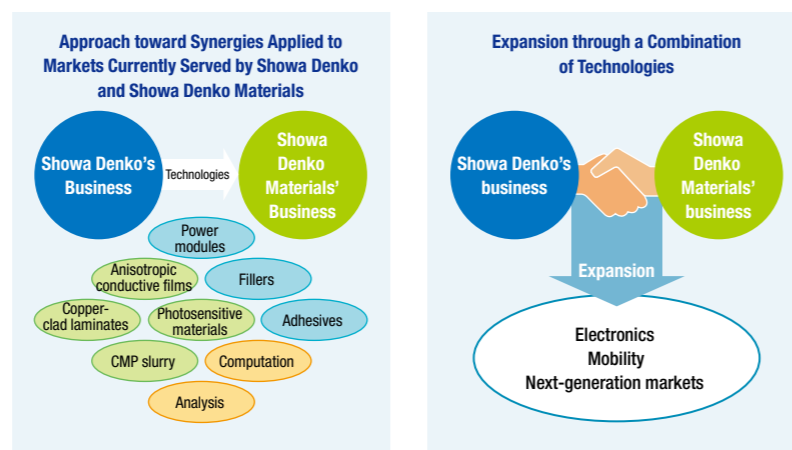 Approach toward Synergies Applied to
Markets Currently Served by Showa Denko
and Showa Denko Materials
Showa Denko's
Business
Technologies
Showa
Denko
Materials'
Business
Power
modules
Anisotropic
conductive films
Fillers
Copper-
clad laminates
Photosensitive
materials
Adhesives
CMP slurry
Computation
Analysis
Expansion through a Combination
of Technologies
Showa Denko's
business
Showa
Denko
Materials'
business
Expansion
Electronics
Mobility
Next-generation markets